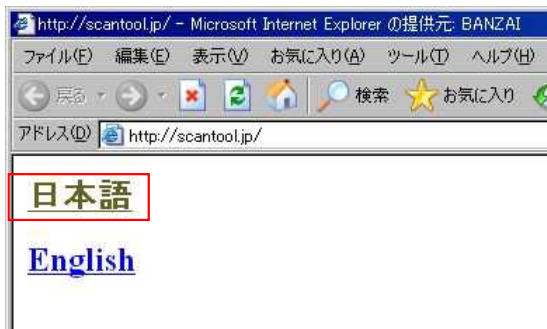 http://scantool.jp/ - Microsoft Internet Explorer の提供元: BANZAI
ファイル(F) 編集(E) 表示(V) お気に入り(A) ツール(T) ヘルプ(H)
戻る 検索 お気に入り
アドレス(D) http://scantool.jp/
日本語
English